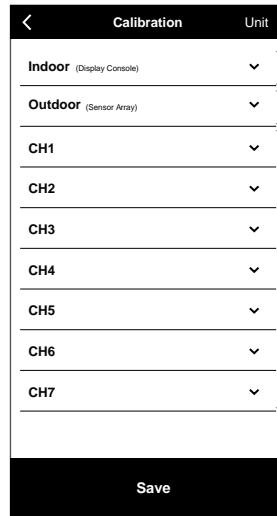 Calibration Unit
Indoor (Display Console)
Outdoor (Sensor Array)
CH1
CH2
CH3
CH4
CH5
CH6
CH7
Save